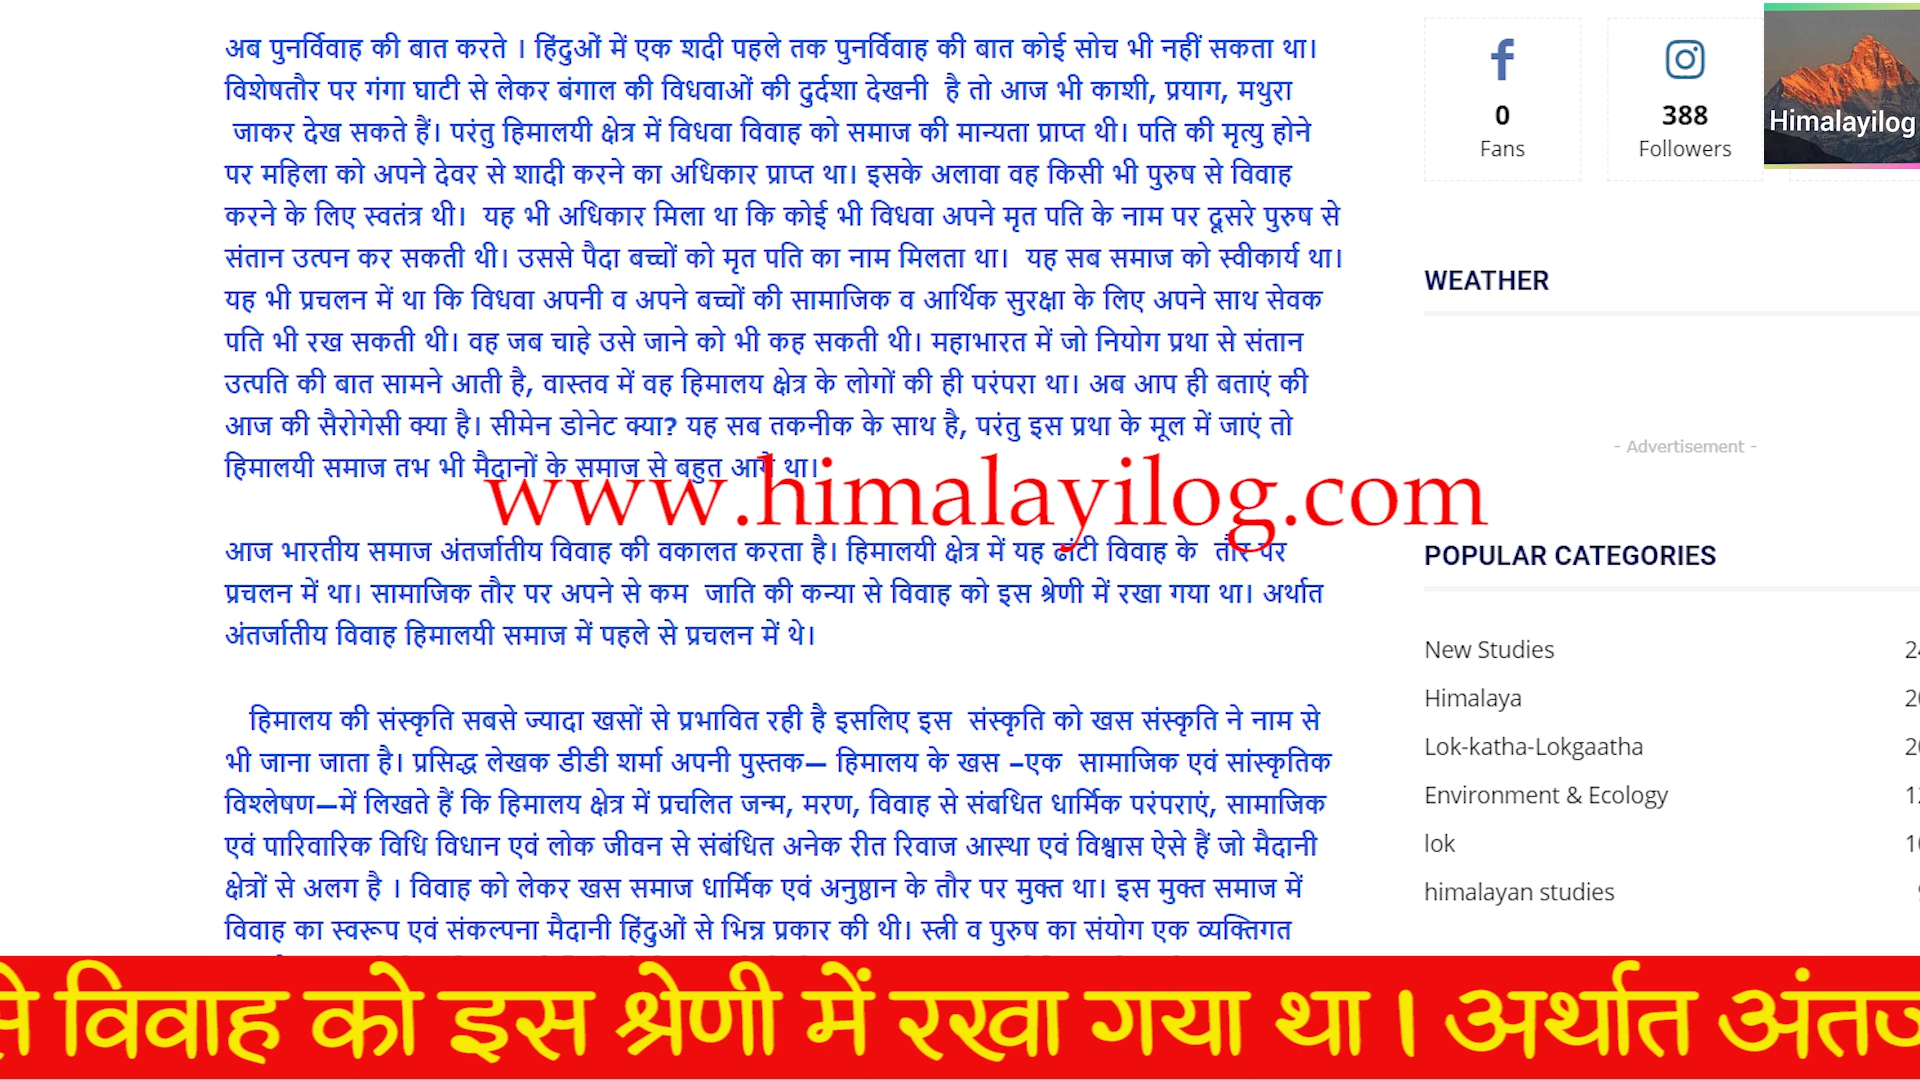 अब पुनर्विवाह की बात करते । हिंदुओं में एक शदी पहले तक पुनर्विवाह की बात कोई सोच भी नहीं सकता था।
विशेषतौर पर गंगा घाटी से लेकर बंगाल की विधवाओं की दुर्दशा देखनी है तो आज भी काशी, प्रयाग, मथुरा
जाकर देख सकते हैं। परंतु हिमालयी क्षेत्र में विधवा विवाह को समाज की मान्यता प्राप्त थी। पति की मृत्यु होने
पर महिला को अपने देवर से शादी करने का अधिकार प्राप्त था। इसके अलावा वह किसी भी पुरुष से विवाह
करने के लिए स्वतंत्र थी। यह भी अधिकार मिला था कि कोई भी विधवा अपने मृत पति के नाम पर दूसरे पुरुष से
संतान उत्पन कर सकती थी। उससे पैदा बच्चों को मृत पति का नाम मिलता था। यह सब समाज को स्वीकार्य था।
यह भी प्रचलन में था कि विधवा अपनी व अपने बच्चों की सामाजिक व आर्थिक सुरक्षा के लिए अपने साथ सेवक
पति भी रख सकती थी। वह जब चाहे उसे जाने को भी कह सकती थी। महाभारत में जो नियोग प्रथा से संतान
उत्पति की बात सामने आती है, वास्तव में वह हिमालय क्षेत्र के लोगों की ही परंपरा था। अब आप ही बताएं की
आज की सैरोगेसी क्या है। सीमेन डोनेट क्या? यह सब तकनीक के साथ है, परंतु इस प्रथा के मूल में जाएं तो
हिमालयी समाज तभ भी मैदानों के समाज से बहुत आगे था।
www.himalayilog.com
आज भारतीय समाज अंतर्जातीय विवाह की वकालत करता है। हिमालयी क्षेत्र में यह ढांटी विवाह के तौर पर
प्रचलन में था। सामाजिक तौर पर अपने से कम जाति की कन्या से विवाह को इस श्रेणी में रखा गया था। अर्थात
अंतर्जातीय विवाह हिमालयी समाज में पहले से प्रचलन में थे।
हिमालय की संस्कृति सबसे ज्यादा खसों से प्रभावित रही है इसलिए इस संस्कृति को खस संस्कृति ने नाम से
भी जाना जाता है। प्रसिद्ध लेखक डीडी शर्मा अपनी पुस्तक— हिमालय के खस –एक सामाजिक एवं सांस्कृतिक
विश्लेषण—में लिखते हैं कि हिमालय क्षेत्र में प्रचलित जन्म, मरण, विवाह से संबधित धार्मिक परंपराएं, सामाजिक
एवं पारिवारिक विधि विधान एवं लोक जीवन से संबंधित अनेक रीत रिवाज आस्था एवं विश्वास ऐसे हैं जो मैदानी
क्षेत्रों से अलग है । विवाह को लेकर खस समाज धार्मिक एवं अनुष्ठान के तौर पर मुक्त था। इस मुक्त समाज में
विवाह का स्वरूप एवं संकल्पना मैदानी हिंदुओं से भिन्न प्रकार की थी। स्त्री व पुरुष का संयोग एक व्यक्तिगत
0
Fans
388
Followers
Himalayilog
WEATHER
- Advertisement -
POPULAR CATEGORIES
New Studies
Himalaya
Lok-katha-Lokgaatha
Environment & Ecology
lok
himalayan studies
से विवाह को इस श्रेणी में रखा गया था । अर्थात